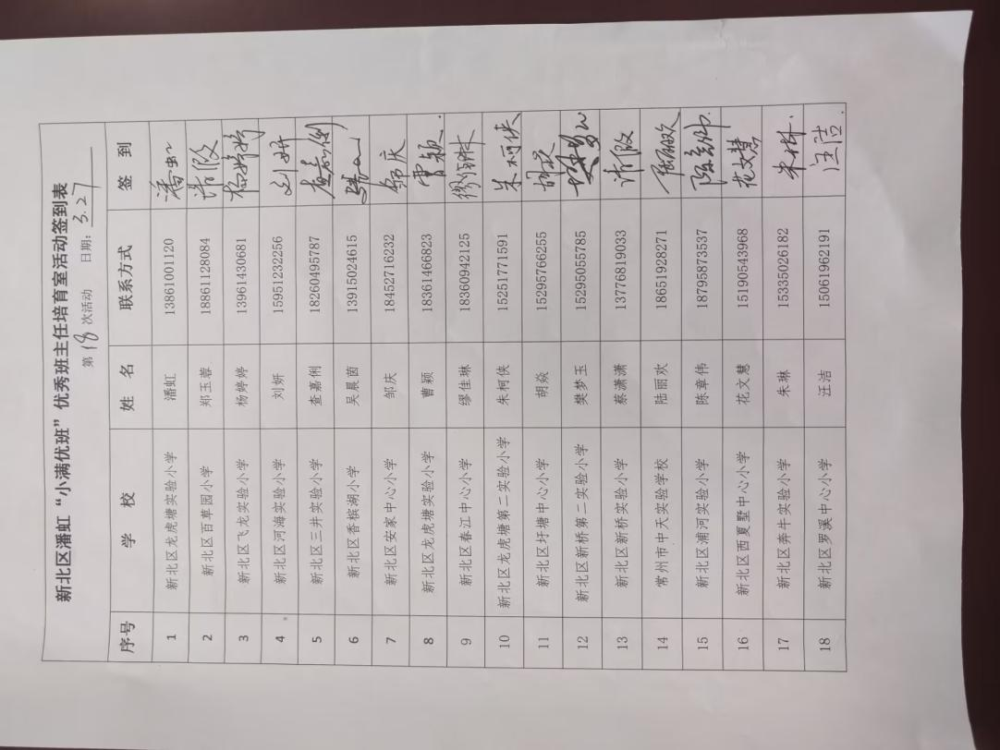 新北区潘虹“小满优班”优秀班主任培育室活动签到表
第 18 次活动 日期：3.27
序号 学 校 姓 名 联系方式 签 到
1 新北区龙虎塘实验小学 潘虹 13861001120 潘虹
2 新北区百草园小学 郑玉蓉 18861128084 请假
3 新北区飞龙实验小学 杨婷婷 13961430681 杨婷婷
4 新北区河海实验小学 刘妍 15951232256 刘妍
5 新北区三井实验小学 查嘉俐 18260495787 查嘉俐
6 新北区香槟湖小学 吴晨茵 13915024615
7 新北区安家中心小学 邹庆 18452716232 邹庆
8 新北区龙虎塘实验小学 曹颖 18361466823 曹颖.
9 新北区春江中心小学 缪佳琳 18360942125 缪佳琳
10 新北区龙虎塘第二实验小学 朱柯侠 15251771591 朱柯侠
11 新北区圩塘中心小学 胡焱 15295766255 胡焱
12 新北区新桥第二实验小学 樊梦玉 15295055785 樊梦玉
13 新北区新桥实验小学 蔡潇潇 13776819033 请假
14 常州市中天实验学校 陆丽欢 18651928271 陆丽欢
15 新北区浦河实验小学 陈章伟 18795873537 陈章炜.
16 新北区西夏墅中心小学 花文慧 15190543968 花文慧
17 新北区奔牛实验小学 朱琳 15335026182 朱琳.
18 新北区罗溪中心小学 汪洁 15061962191 汪洁.